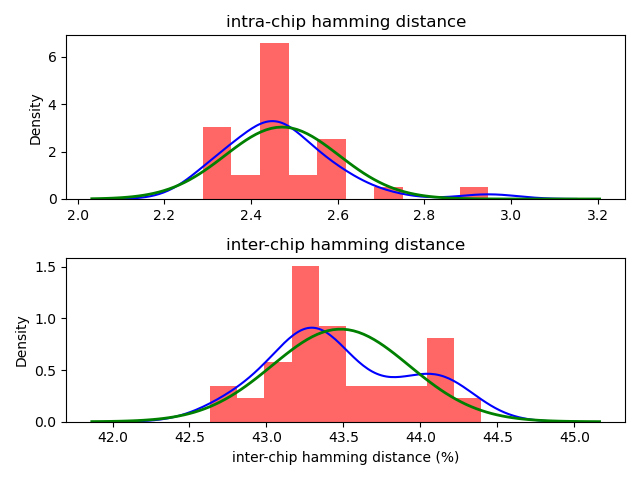 intra-chip hamming distance
Density
6
4
2
0
2.0 2.2 2.4 2.6 2.8 3.0 3.2
inter-chip hamming distance
Density
1.5
1.0
0.5
0.0
42.0 42.5 43.0 43.5 44.0 44.5 45.0
inter-chip hamming distance (%)